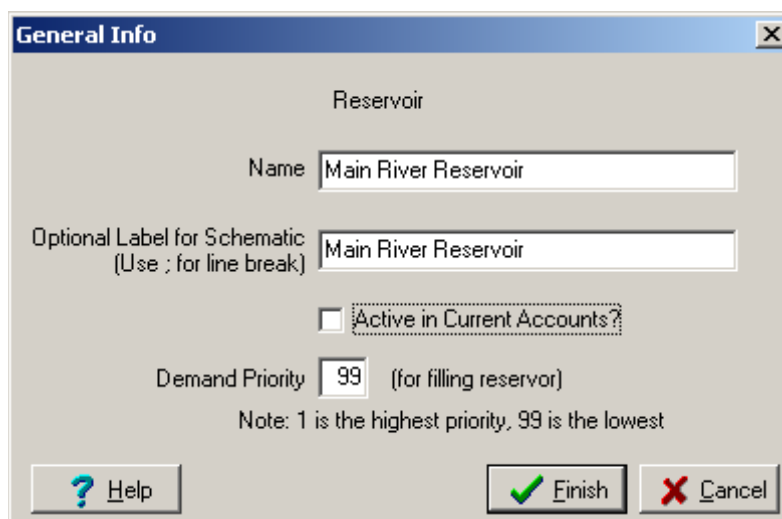 General Info
Reservoir
Name Main River Reservoir
Optional Label for Schematic
(Use ; for line break) Main River Reservoir
Active in Current Accounts?
Demand Priority 99 (for filling reservor)
Note: 1 is the highest priority, 99 is the lowest
? Help Finish Cancel